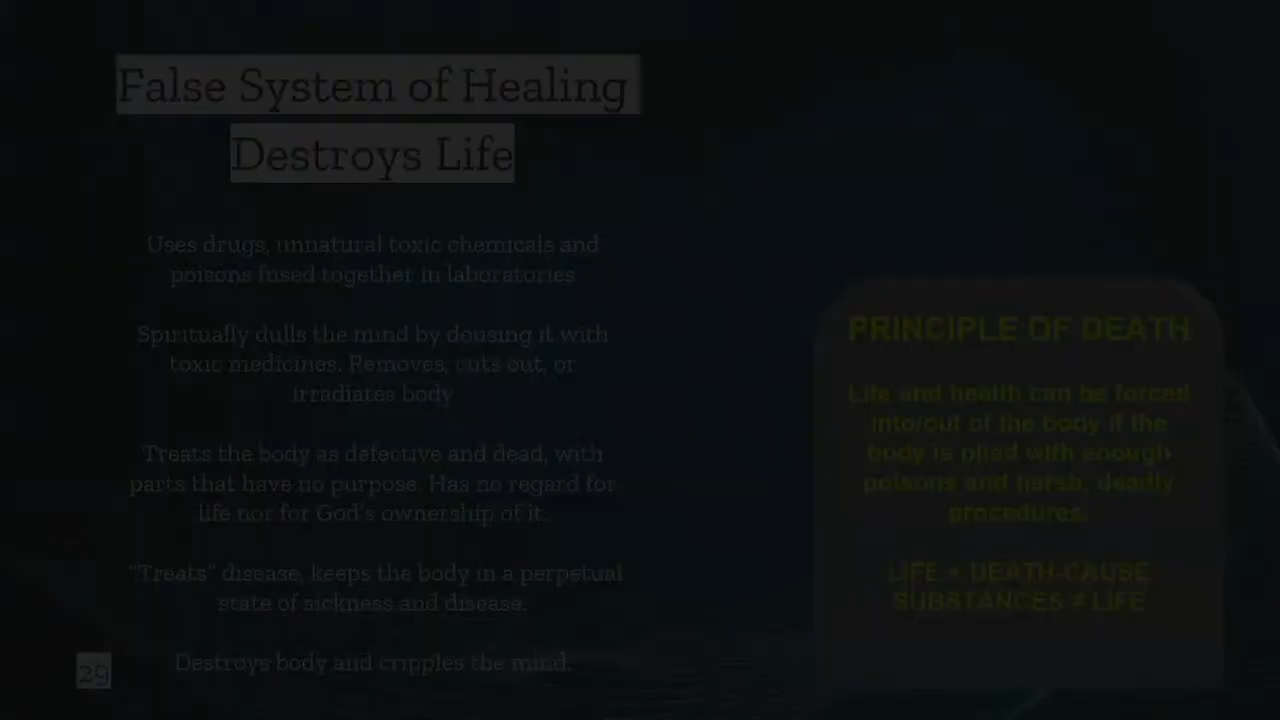 False System of Healing
Destroys Life
Uses drugs, unnatural toxic chemicals and
poisons fused together in laboratories
Spiritually dulls the mind by dousing it with
toxic medicines. Removes, cuts out, or
irradiates body
Treats the body as defective and dead, with
parts that have no purpose. Has no regard for
life nor for God's ownership of it.
"Treats" disease, keeps the body in a perpetual
state of sickness and disease.
Destroys body and cripples the mind.
29
PRINCIPLE OF DEATH
Life and health can be forced
into/out of the body if the
body is plied with enough
poisons and harsh, deadly
procedures.
LIFE + DEATH-CAUSE
SUBSTANCES ≠ LIFE